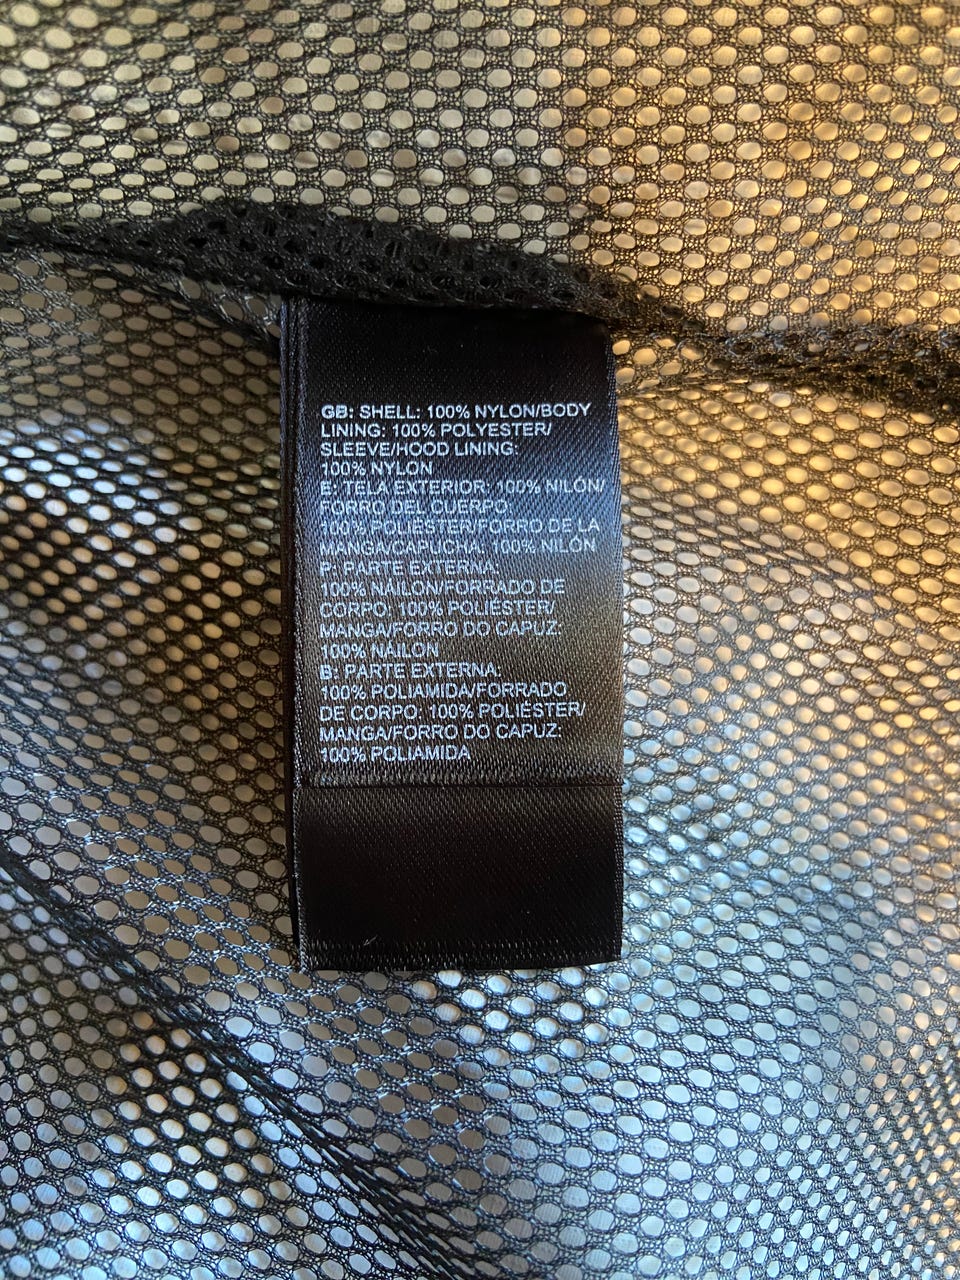 GB: SHELL: 100% NYLON/BODY
LINING: 100% POLYESTER/
SLEEVE/HOOD LINING:
100% NYLON
E: TELA EXTERIOR: 100% NILÓN/
FORRO DEL CUERPO:
100% POLIÉSTER/FORRO DE LA
MANGA/CAPUCHA: 100% NILÓN
P: PARTE EXTERNA:
100% NÁILON/FORRADO DE
CORPO: 100% POLIÉSTER/
MANGA/FORRO DO CAPUZ:
100% NÁILON
B: PARTE EXTERNA:
100% POLIAMIDA/FORRADO
DE CORPO: 100% POLIÉSTER/
MANGA/FORRO DO CAPUZ:
100% POLIAMIDA